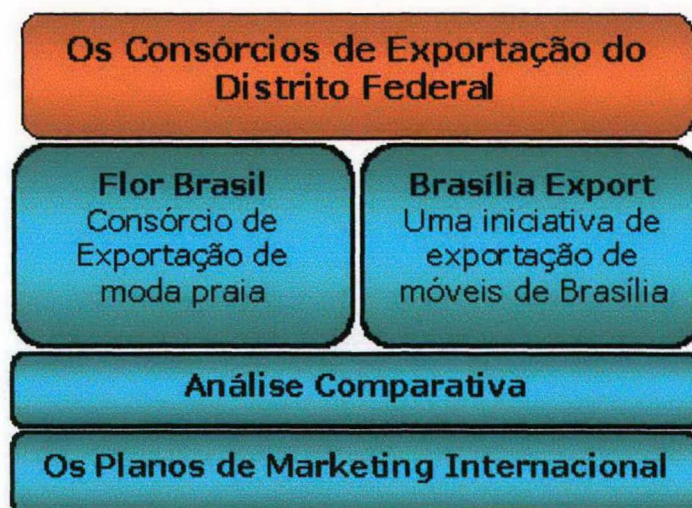 Os Consórcios de Exportação do
Distrito Federal
Flor Brasil
Consórcio de
Exportação de
moda praia
Brasília Export
Uma iniciativa de
exportação de
móveis de Brasília
Análise Comparativa
Os Planos de Marketing Internacional